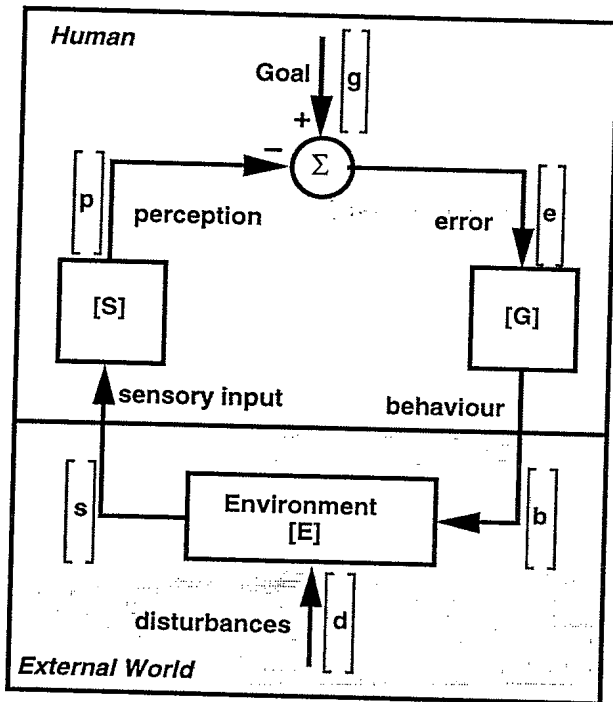 Human
Goal
[g]
+
−
Σ
[p]
perception
error
[e]
[S]
[G]
sensory input
behaviour
[s]
Environment
[E]
[b]
disturbances
[d]
External World